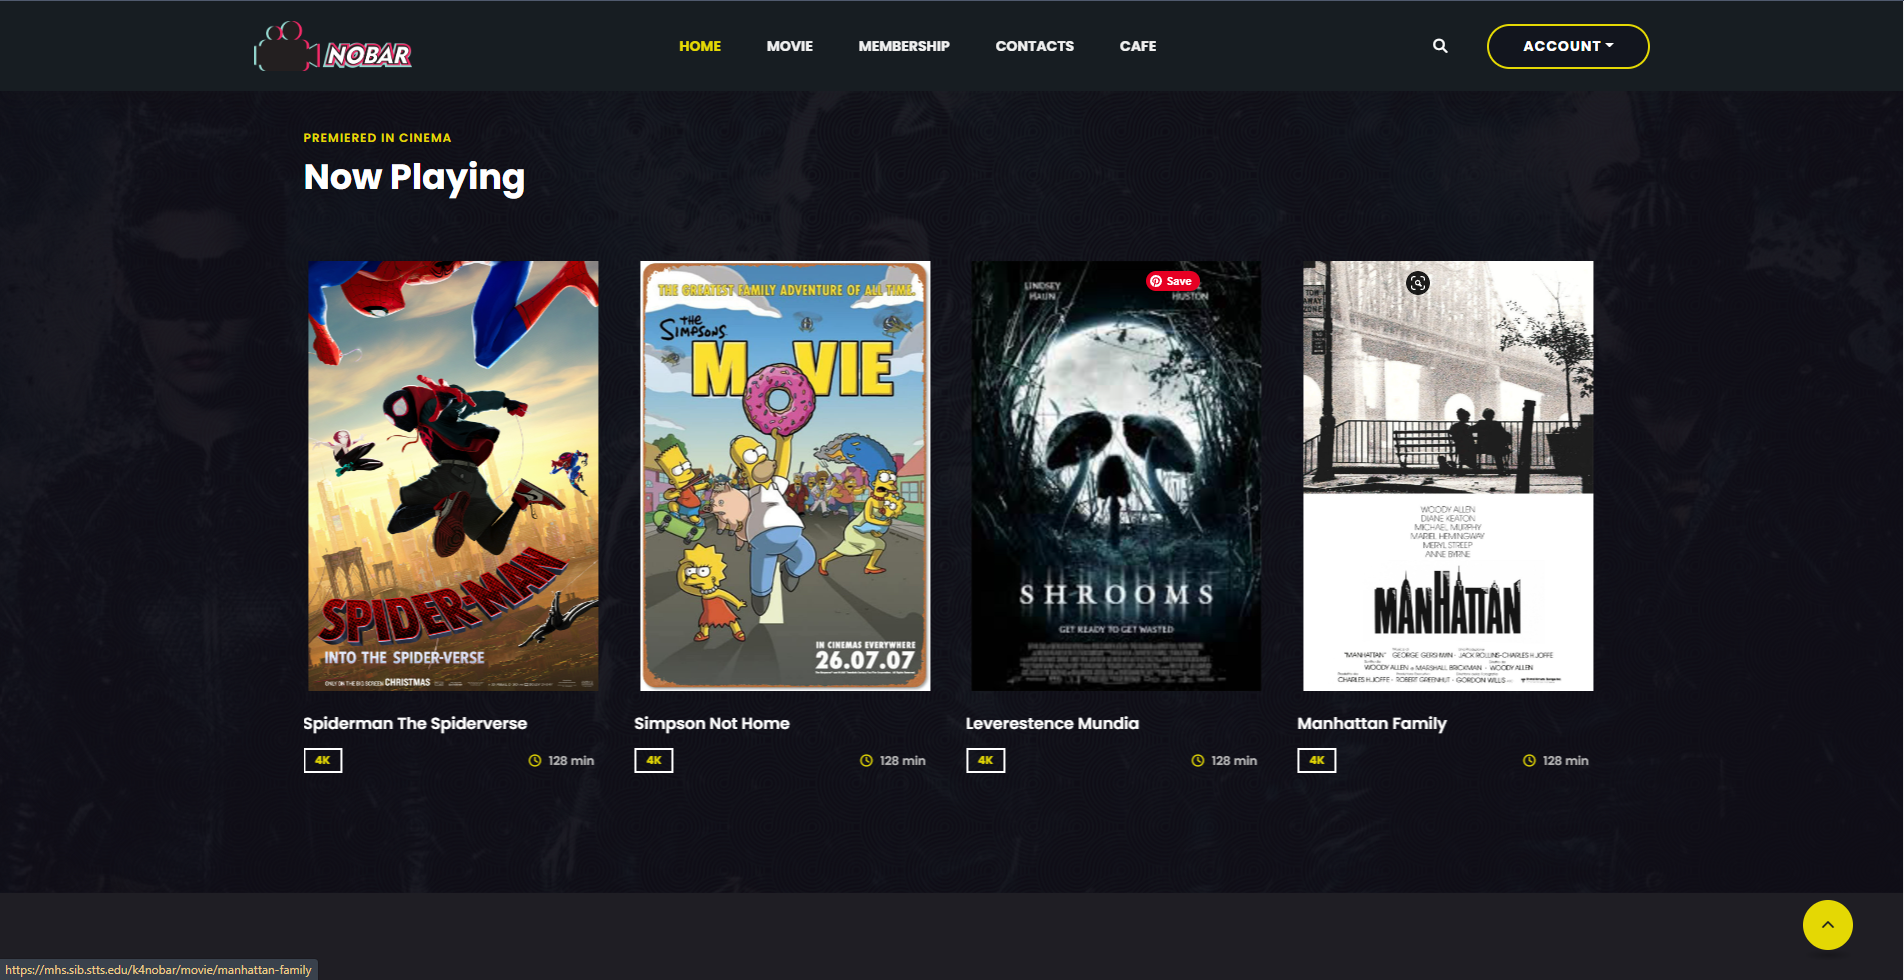 NOBAR
HOME
MOVIE
MEMBERSHIP
CONTACTS
CAFE
ACCOUNT
PREMIERED IN CINEMA
Now Playing
SPIDER-MAN
INTO THE SPIDER-VERSE
ONLY ON THE BIG SCREEN CHRISTMAS
THE GREATEST FAMILY ADVENTURE OF ALL TIME.
THE
SIMPSONS
MOVIE
IN CINEMAS EVERYWHERE
26.07.07
LINDSEY
HAUN
Save
HUSTON
SHROOMS
GET READY TO GET WASTED
TOW
AWAY
ZONE
WOODY ALLEN
DIANE KEATON
MICHAEL MURPHY
MARIEL HEMINGWAY
MERYL STREEP
ANNE BYRNE
MANHATTAN
"MANHATTAN" GEORGE GERSHWIN JACK ROLLINS-CHARLES H. JOFFE
WOODY ALLEN MARSHALL BRICKMAN WOODY ALLEN
CHARLES H. JOFFE ROBERT GREENHUT GORDON WILLIS
Spiderman The Spiderverse
4K
128 min
Simpson Not Home
4K
128 min
Leverestence Mundia
4K
128 min
Manhattan Family
4K
128 min
https://mhs.sib.stts.edu/k4nobar/movie/manhattan-family